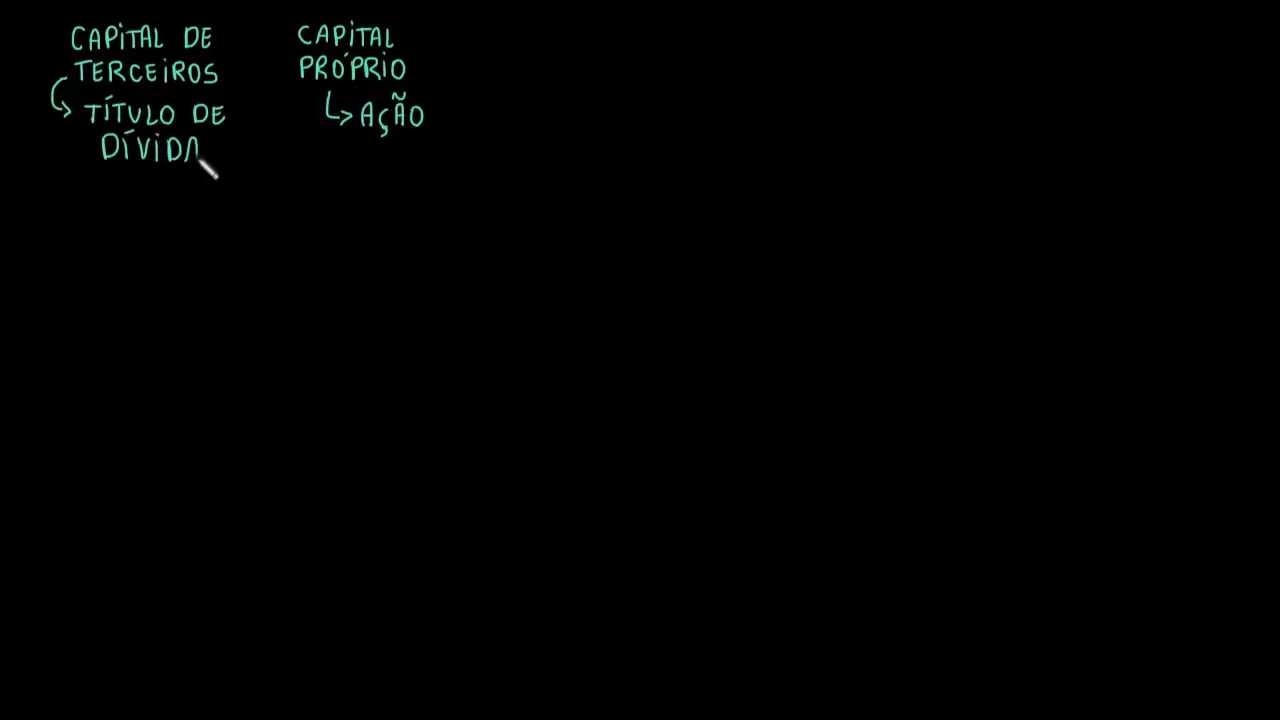 CAPITAL DE
TERCEIROS
TÍTULO DE
DÍVIDA
CAPITAL
PRÓPRIO
AÇÃO